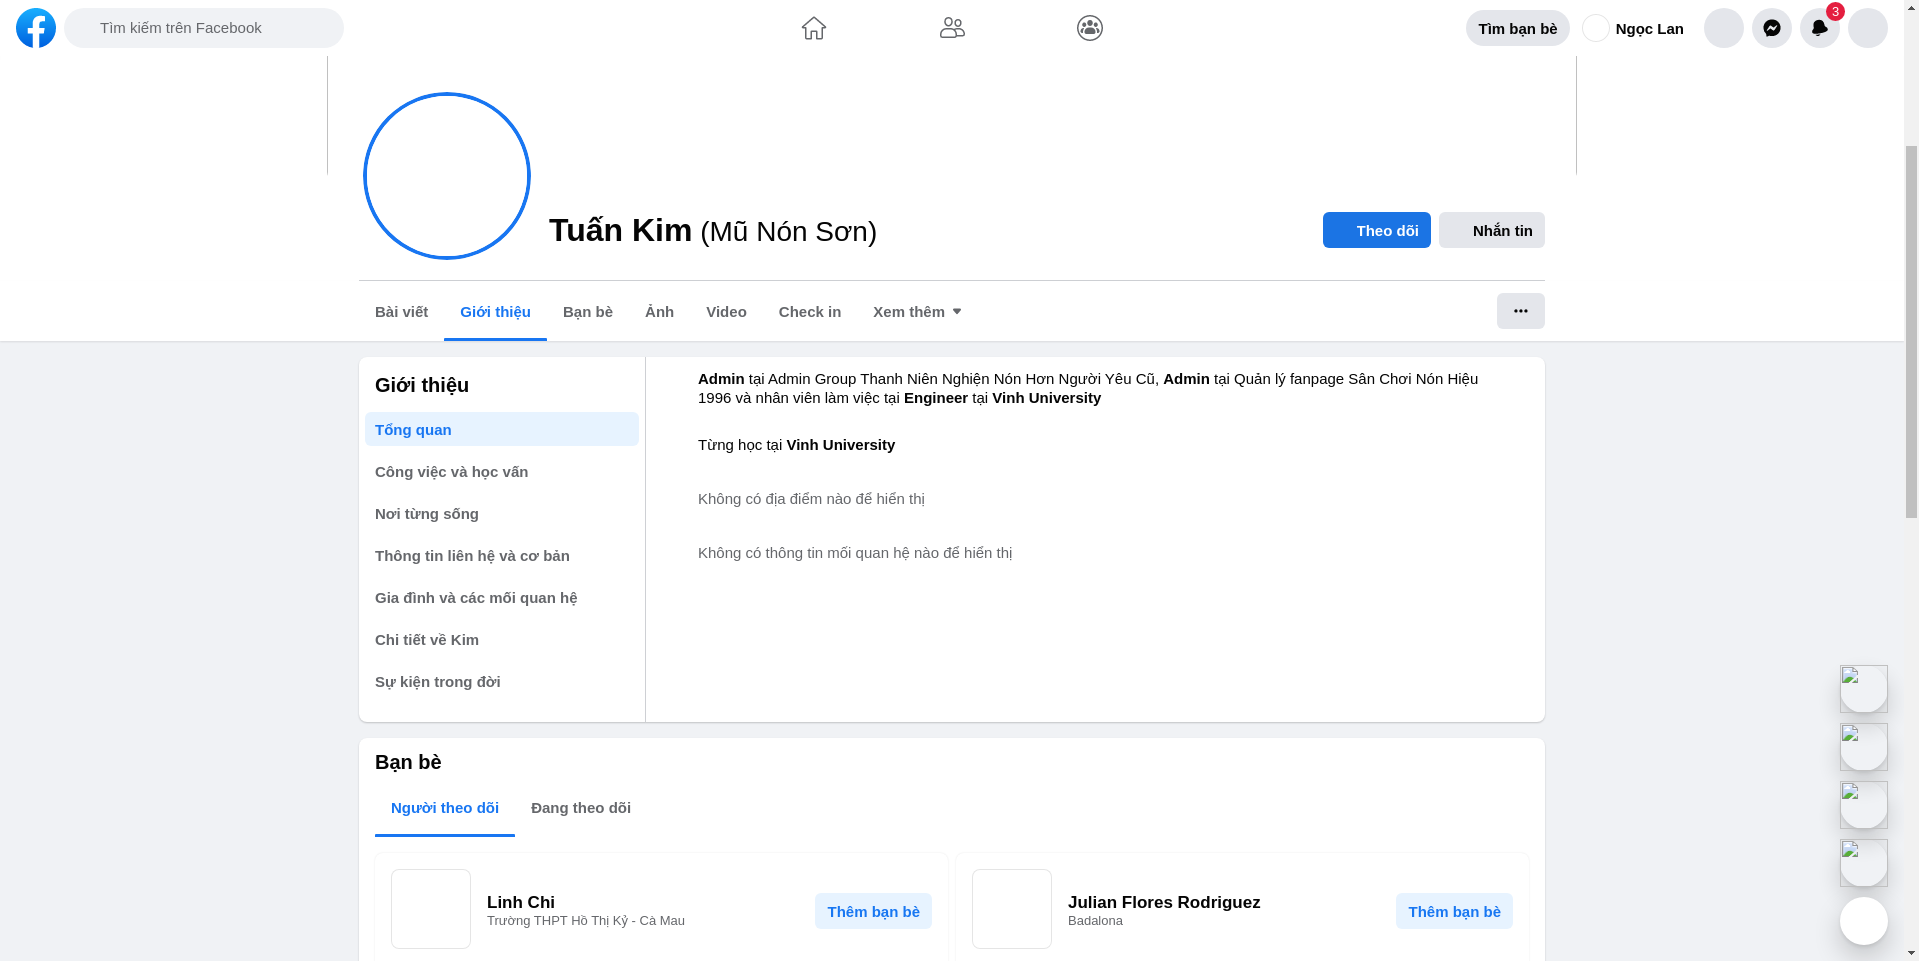 Tìm kiếm trên Facebook
Tìm bạn bè
Ngọc Lan
3
Tuấn Kim (Mũ Nón Sơn)
Theo dõi
Nhắn tin
Bài viết
Giới thiệu
Bạn bè
Ảnh
Video
Check in
Xem thêm
Giới thiệu
Tổng quan
Công việc và học vấn
Nơi từng sống
Thông tin liên hệ và cơ bản
Gia đình và các mối quan hệ
Chi tiết về Kim
Sự kiện trong đời
Admin tại Admin Group Thanh Niên Nghiện Nón Hơn Người Yêu Cũ, Admin tại Quản lý fanpage Sân Chơi Nón Hiệu
1996 và nhân viên làm việc tại Engineer tại Vinh University
Từng học tại Vinh University
Không có địa điểm nào để hiển thị
Không có thông tin mối quan hệ nào để hiển thị
Bạn bè
Người theo dõi
Đang theo dõi
Linh Chi
Trường THPT Hồ Thị Kỷ - Cà Mau
Thêm bạn bè
Julian Flores Rodriguez
Badalona
Thêm bạn bè